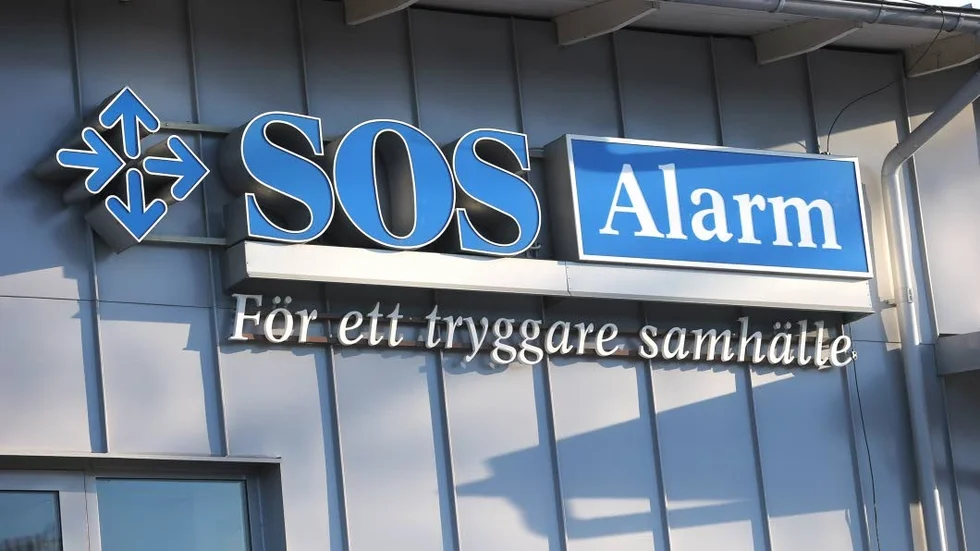 SOS Alarm
För ett tryggare samhälle